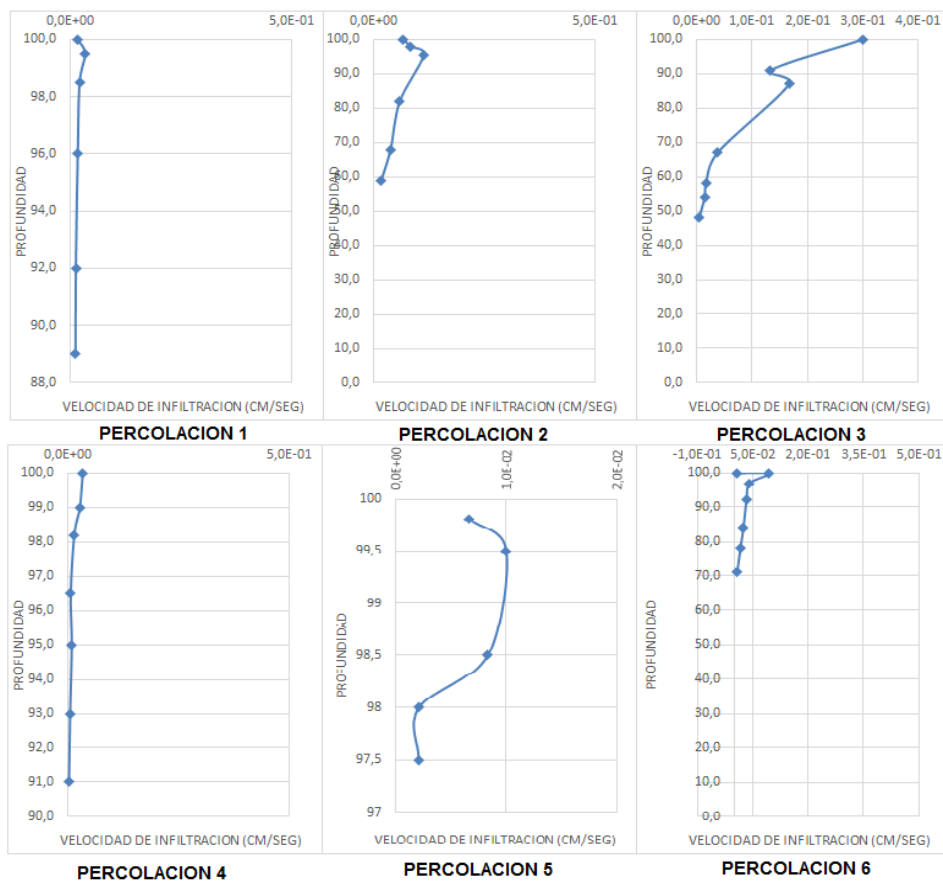 0,0E+00 5,0E-01
100,0
98,0
96,0
94,0
92,0
90,0
88,0
PROFUNDIDAD
VELOCIDAD DE INFILTRACION (CM/SEG)
PERCOLACION 1
0,0E+00 5,0E-01
100,0
90,0
80,0
70,0
60,0
50,0
40,0
30,0
20,0
10,0
0,0
PROFUNDIDAD
VELOCIDAD DE INFILTRACION (CM/SEG)
PERCOLACION 2
0,0E+00 1,0E-01 2,0E-01 3,0E-01 4,0E-01
100,0
90,0
80,0
70,0
60,0
50,0
40,0
30,0
20,0
10,0
0,0
PROFUNDIDAD
VELOCIDAD DE INFILTRACION (CM/SEG)
PERCOLACION 3
0,0E+00 5,0E-01
100,0
99,0
98,0
97,0
96,0
95,0
94,0
93,0
92,0
91,0
90,0
PROFUNDIDAD
VELOCIDAD DE INFILTRACION (CM/SEG)
PERCOLACION 4
0,0E+00 1,0E-02 2,0E-02
100
99,5
99
98,5
98
97,5
97
PROFUNDIDAD
VELOCIDAD DE INFILTRACION (CM/SEG)
PERCOLACION 5
-1,0E-01 5,0E-02 2,0E-01 3,5E-01 5,0E-01
100,0
90,0
80,0
70,0
60,0
50,0
40,0
30,0
20,0
10,0
0,0
PROFUNDIDAD
VELOCIDAD DE INFILTRACION (CM/SEG)
PERCOLACION 6